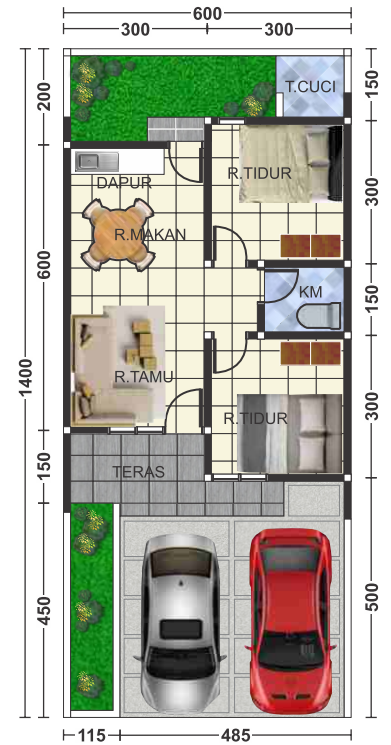 600
300
300
200
150
T.CUCI
R.TIDUR
DAPUR
300
R.MAKAN
600
KM
150
1400
R.TAMU
300
R.TIDUR
150
TERAS
450
500
115
485